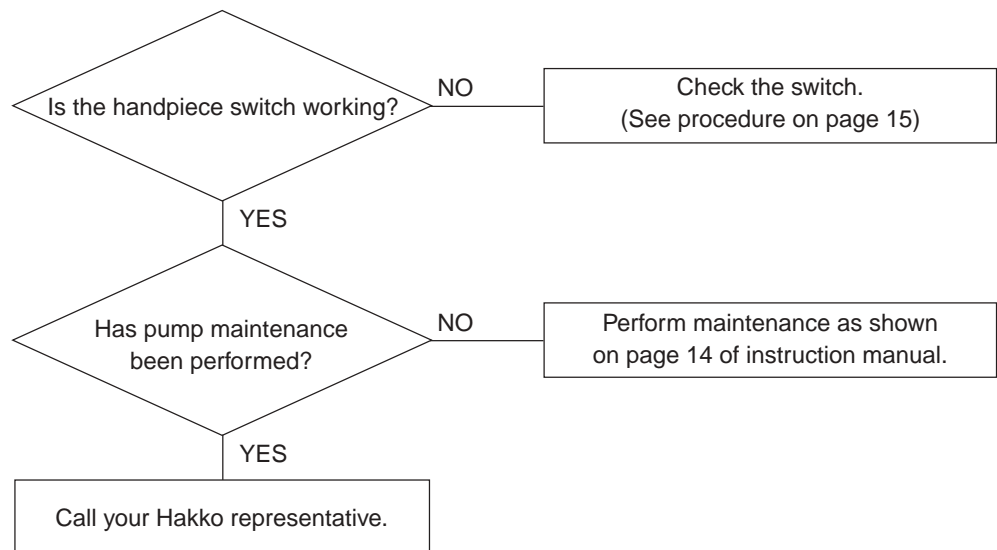 Is the handpiece switch working?
NO
Check the switch.
(See procedure on page 15)
YES
Has pump maintenance
been performed?
NO
Perform maintenance as shown
on page 14 of instruction manual.
YES
Call your Hakko representative.